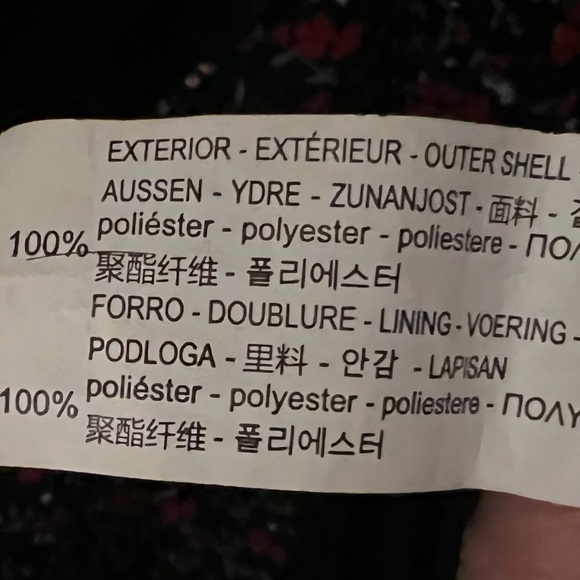 EXTERIOR - EXTÉRIEUR - OUTER SHELL -
AUSSEN - YDRE - ZUNANJOST - 面料 -
100% poliéster - polyester - poliestere - ΠΟΛ
聚酯纤维 - 폴리에스터
FORRO - DOUBLURE - LINING - VOERING -
PODLOGA - 里料 - 안감 - LAPISAN
100% poliéster - polyester - poliestere - ΠΟΛΥ
聚酯纤维 - 폴리에스터